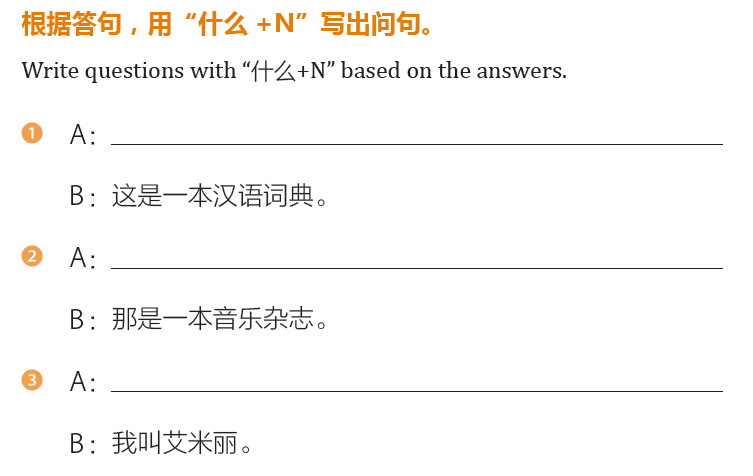 根据答句，用“什么 +N”写出问句。
Write questions with “什么+N” based on the answers.
1 A：
B：这是一本汉语词典。
2 A：
B：那是一本音乐杂志。
3 A：
B：我叫艾米丽。